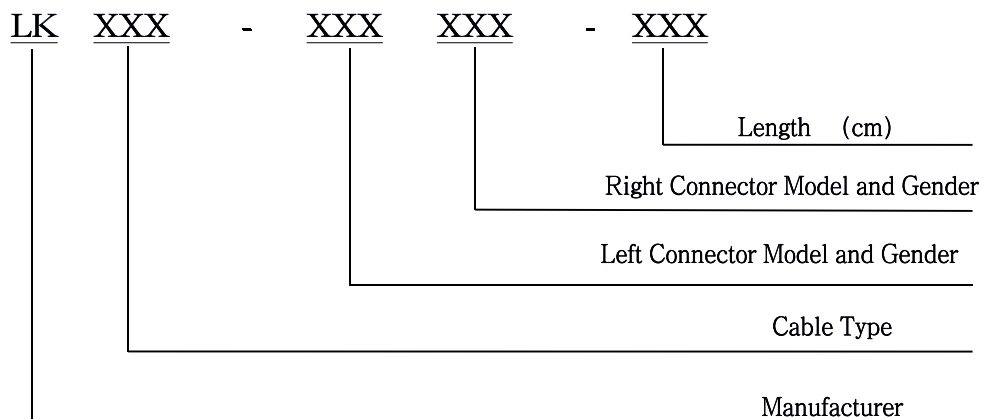 LK XXX - XXX XXX - XXX
Length (cm)
Right Connector Model and Gender
Left Connector Model and Gender
Cable Type
Manufacturer